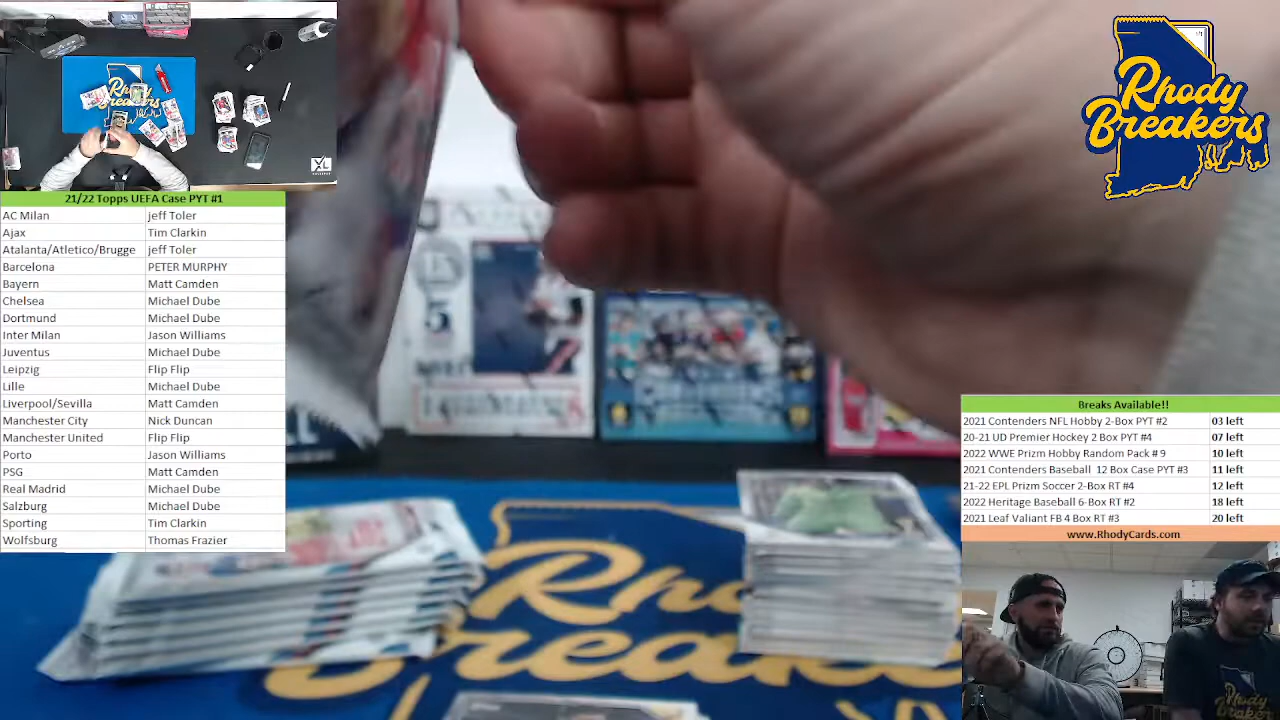 Rhody
Breakers
21/22 Topps UEFA Case PYT #1
AC Milan jeff Toler
Ajax Tim Clarkin
Atalanta/Atletico/Brugge jeff Toler
Barcelona PETER MURPHY
Bayern Matt Camden
Chelsea Michael Dube
Dortmund Michael Dube
Inter Milan Jason Williams
Juventus Michael Dube
Leipzig Flip Flip
Lille Michael Dube
Liverpool/Sevilla Matt Camden
Manchester City Nick Duncan
Manchester United Flip Flip
Porto Jason Williams
PSG Matt Camden
Real Madrid Michael Dube
Salzburg Michael Dube
Sporting Tim Clarkin
Wolfsburg Thomas Frazier
Rhody
Breakers
Breaks Available!!
2021 Contenders NFL Hobby 2-Box PYT #2 03 left
20-21 UD Premier Hockey 2 Box PYT #4 07 left
2022 WWE Prizm Hobby Random Pack # 9 10 left
2021 Contenders Baseball 12 Box Case PYT #3 11 left
21-22 EPL Prizm Soccer 2-Box RT #4 12 left
2022 Heritage Baseball 6-Box RT #2 18 left
2021 Leaf Valiant FB 4 Box RT #3 20 left
www.RhodyCards.com
5
Rhody
Breakers
Rhody
Breakers